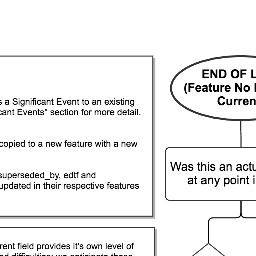 s a Significant Event to an existing
cant Events" section for more detail.
copied to a new feature with a new
superseded_by, edtf and
updated in their respective features
rent field provides it's own level of
END OF L
(Feature No
Curren
Was this an actu
at any point i